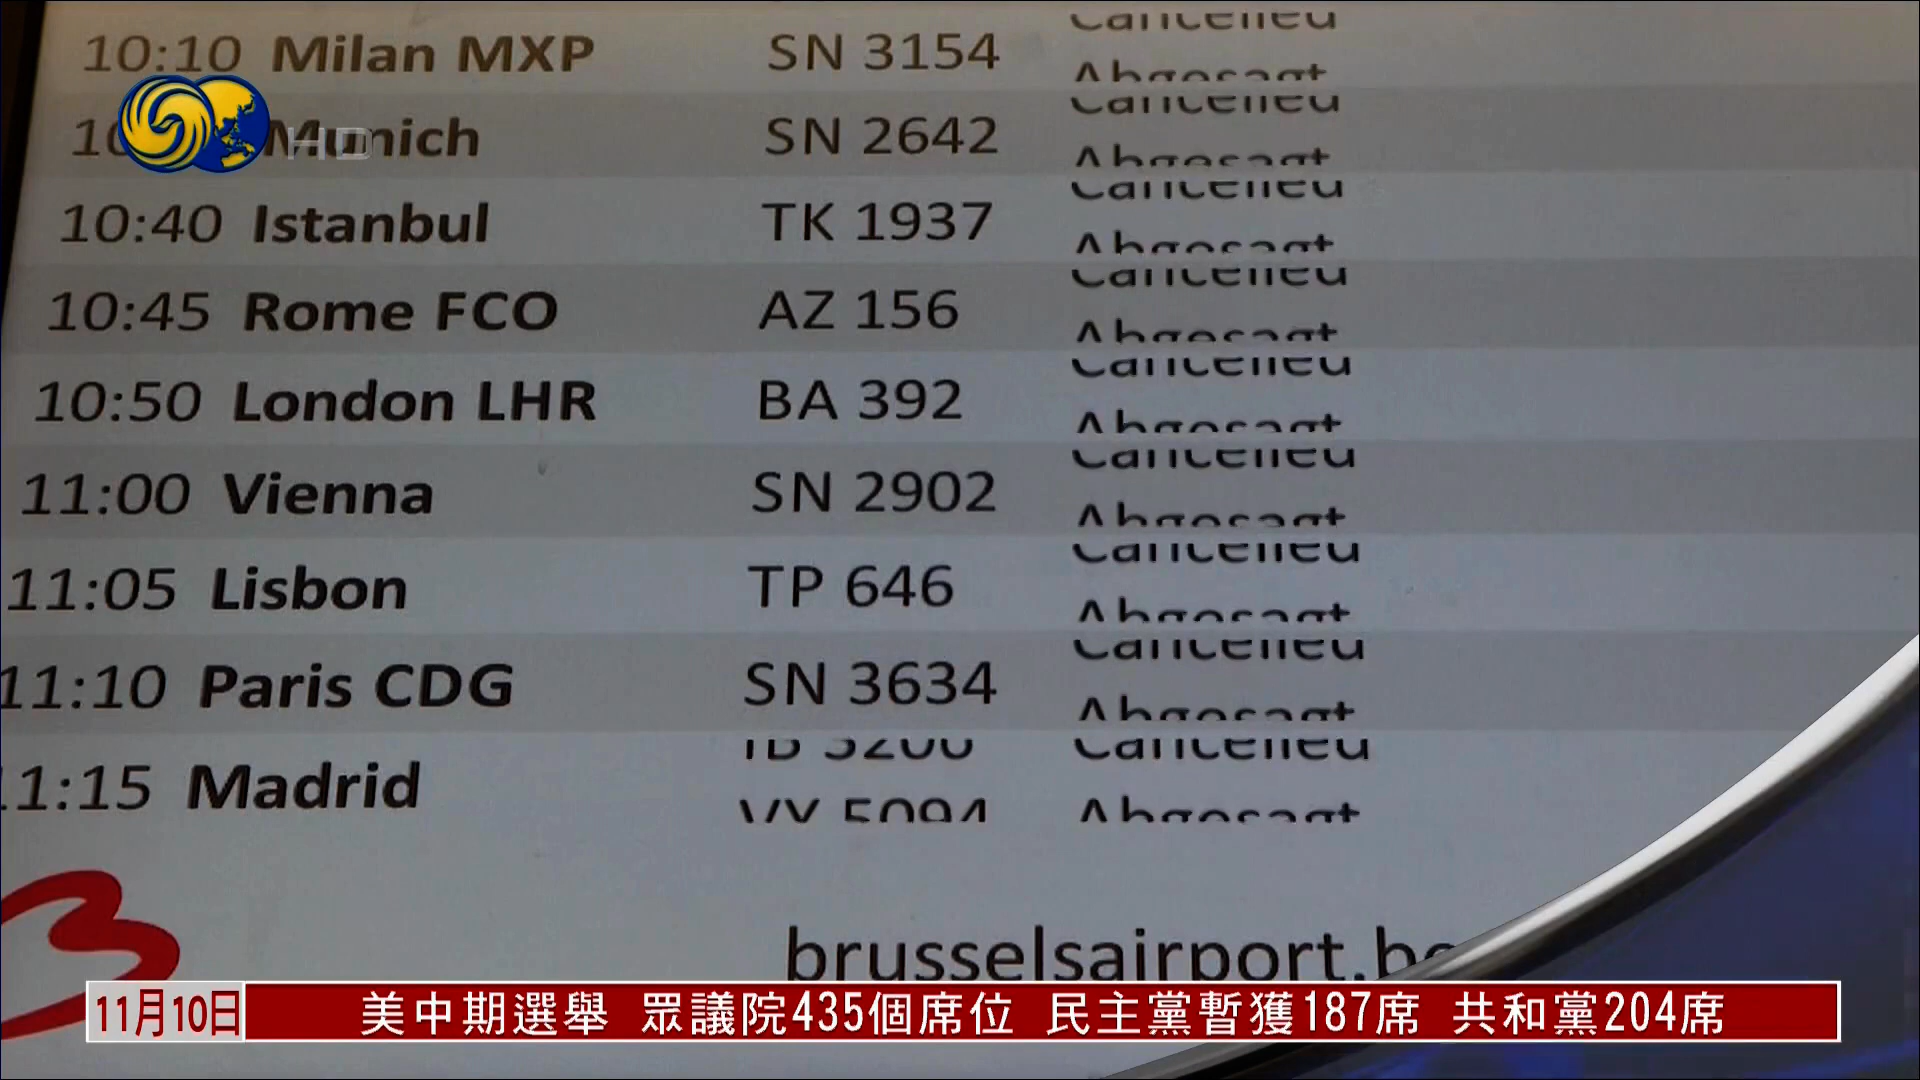 10:10 Milan MXP SN 3154 Cancelled
Abgesagt
Munich SN 2642 Cancelled
Abgesagt
HD
10:40 Istanbul TK 1937 Cancelled
Abgesagt
10:45 Rome FCO AZ 156 Cancelled
Abgesagt
10:50 London LHR BA 392 Cancelled
Abgesagt
11:00 Vienna SN 2902 Cancelled
Abgesagt
11:05 Lisbon TP 646 Cancelled
Abgesagt
11:10 Paris CDG SN 3634 Cancelled
Abgesagt
11:15 Madrid Cancelled
VY 5094 Abgesagt
brusselsairport.be
11月10日 美中期選舉 眾議院435個席位 民主黨暫獲187席 共和黨204席